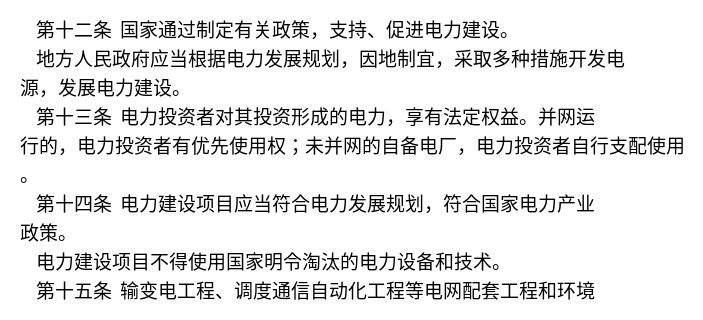 第十二条 国家通过制定有关政策，支持、促进电力建设。
地方人民政府应当根据电力发展规划，因地制宜，采取多种措施开发电
源，发展电力建设。
第十三条 电力投资者对其投资形成的电力，享有法定权益。并网运
行的，电力投资者有优先使用权；未并网的自备电厂，电力投资者自行支配使用
。
第十四条 电力建设项目应当符合电力发展规划，符合国家电力产业
政策。
电力建设项目不得使用国家明令淘汰的电力设备和技术。
第十五条 输变电工程、调度通信自动化工程等电网配套工程和环境